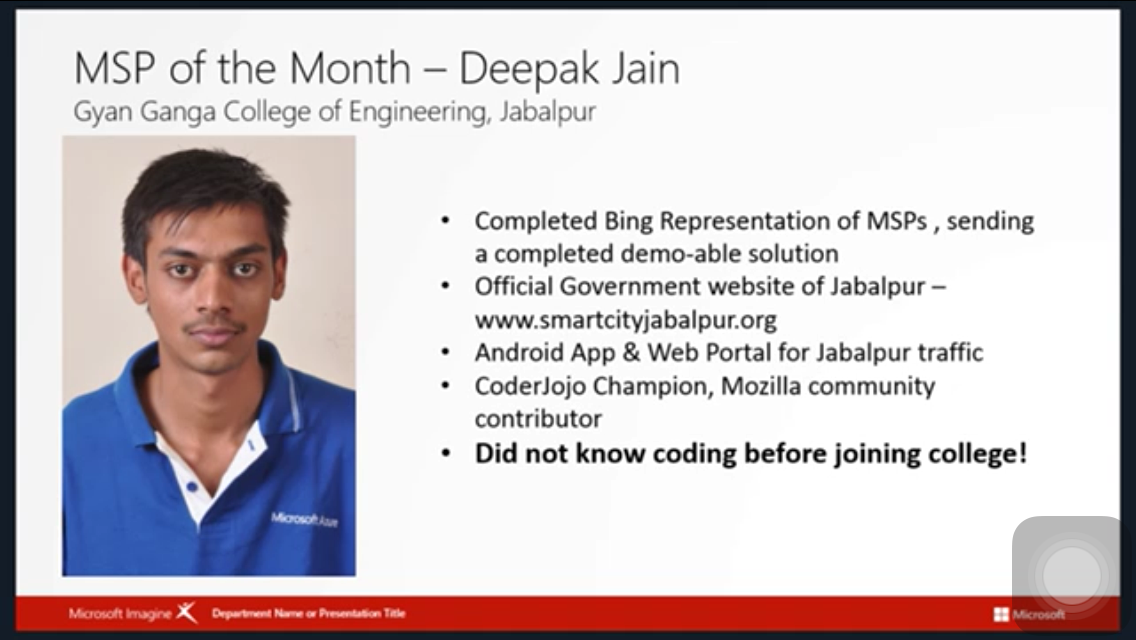 MSP of the Month – Deepak Jain
Gyan Ganga College of Engineering, Jabalpur
• Completed Bing Representation of MSPs , sending
a completed demo-able solution
• Official Government website of Jabalpur –
www.smartcityjabalpur.org
• Android App & Web Portal for Jabalpur traffic
• CoderJojo Champion, Mozilla community
contributor
• Did not know coding before joining college!
Microsoft Azure
Microsoft Imagine Department Name or Presentation Title
Microsoft